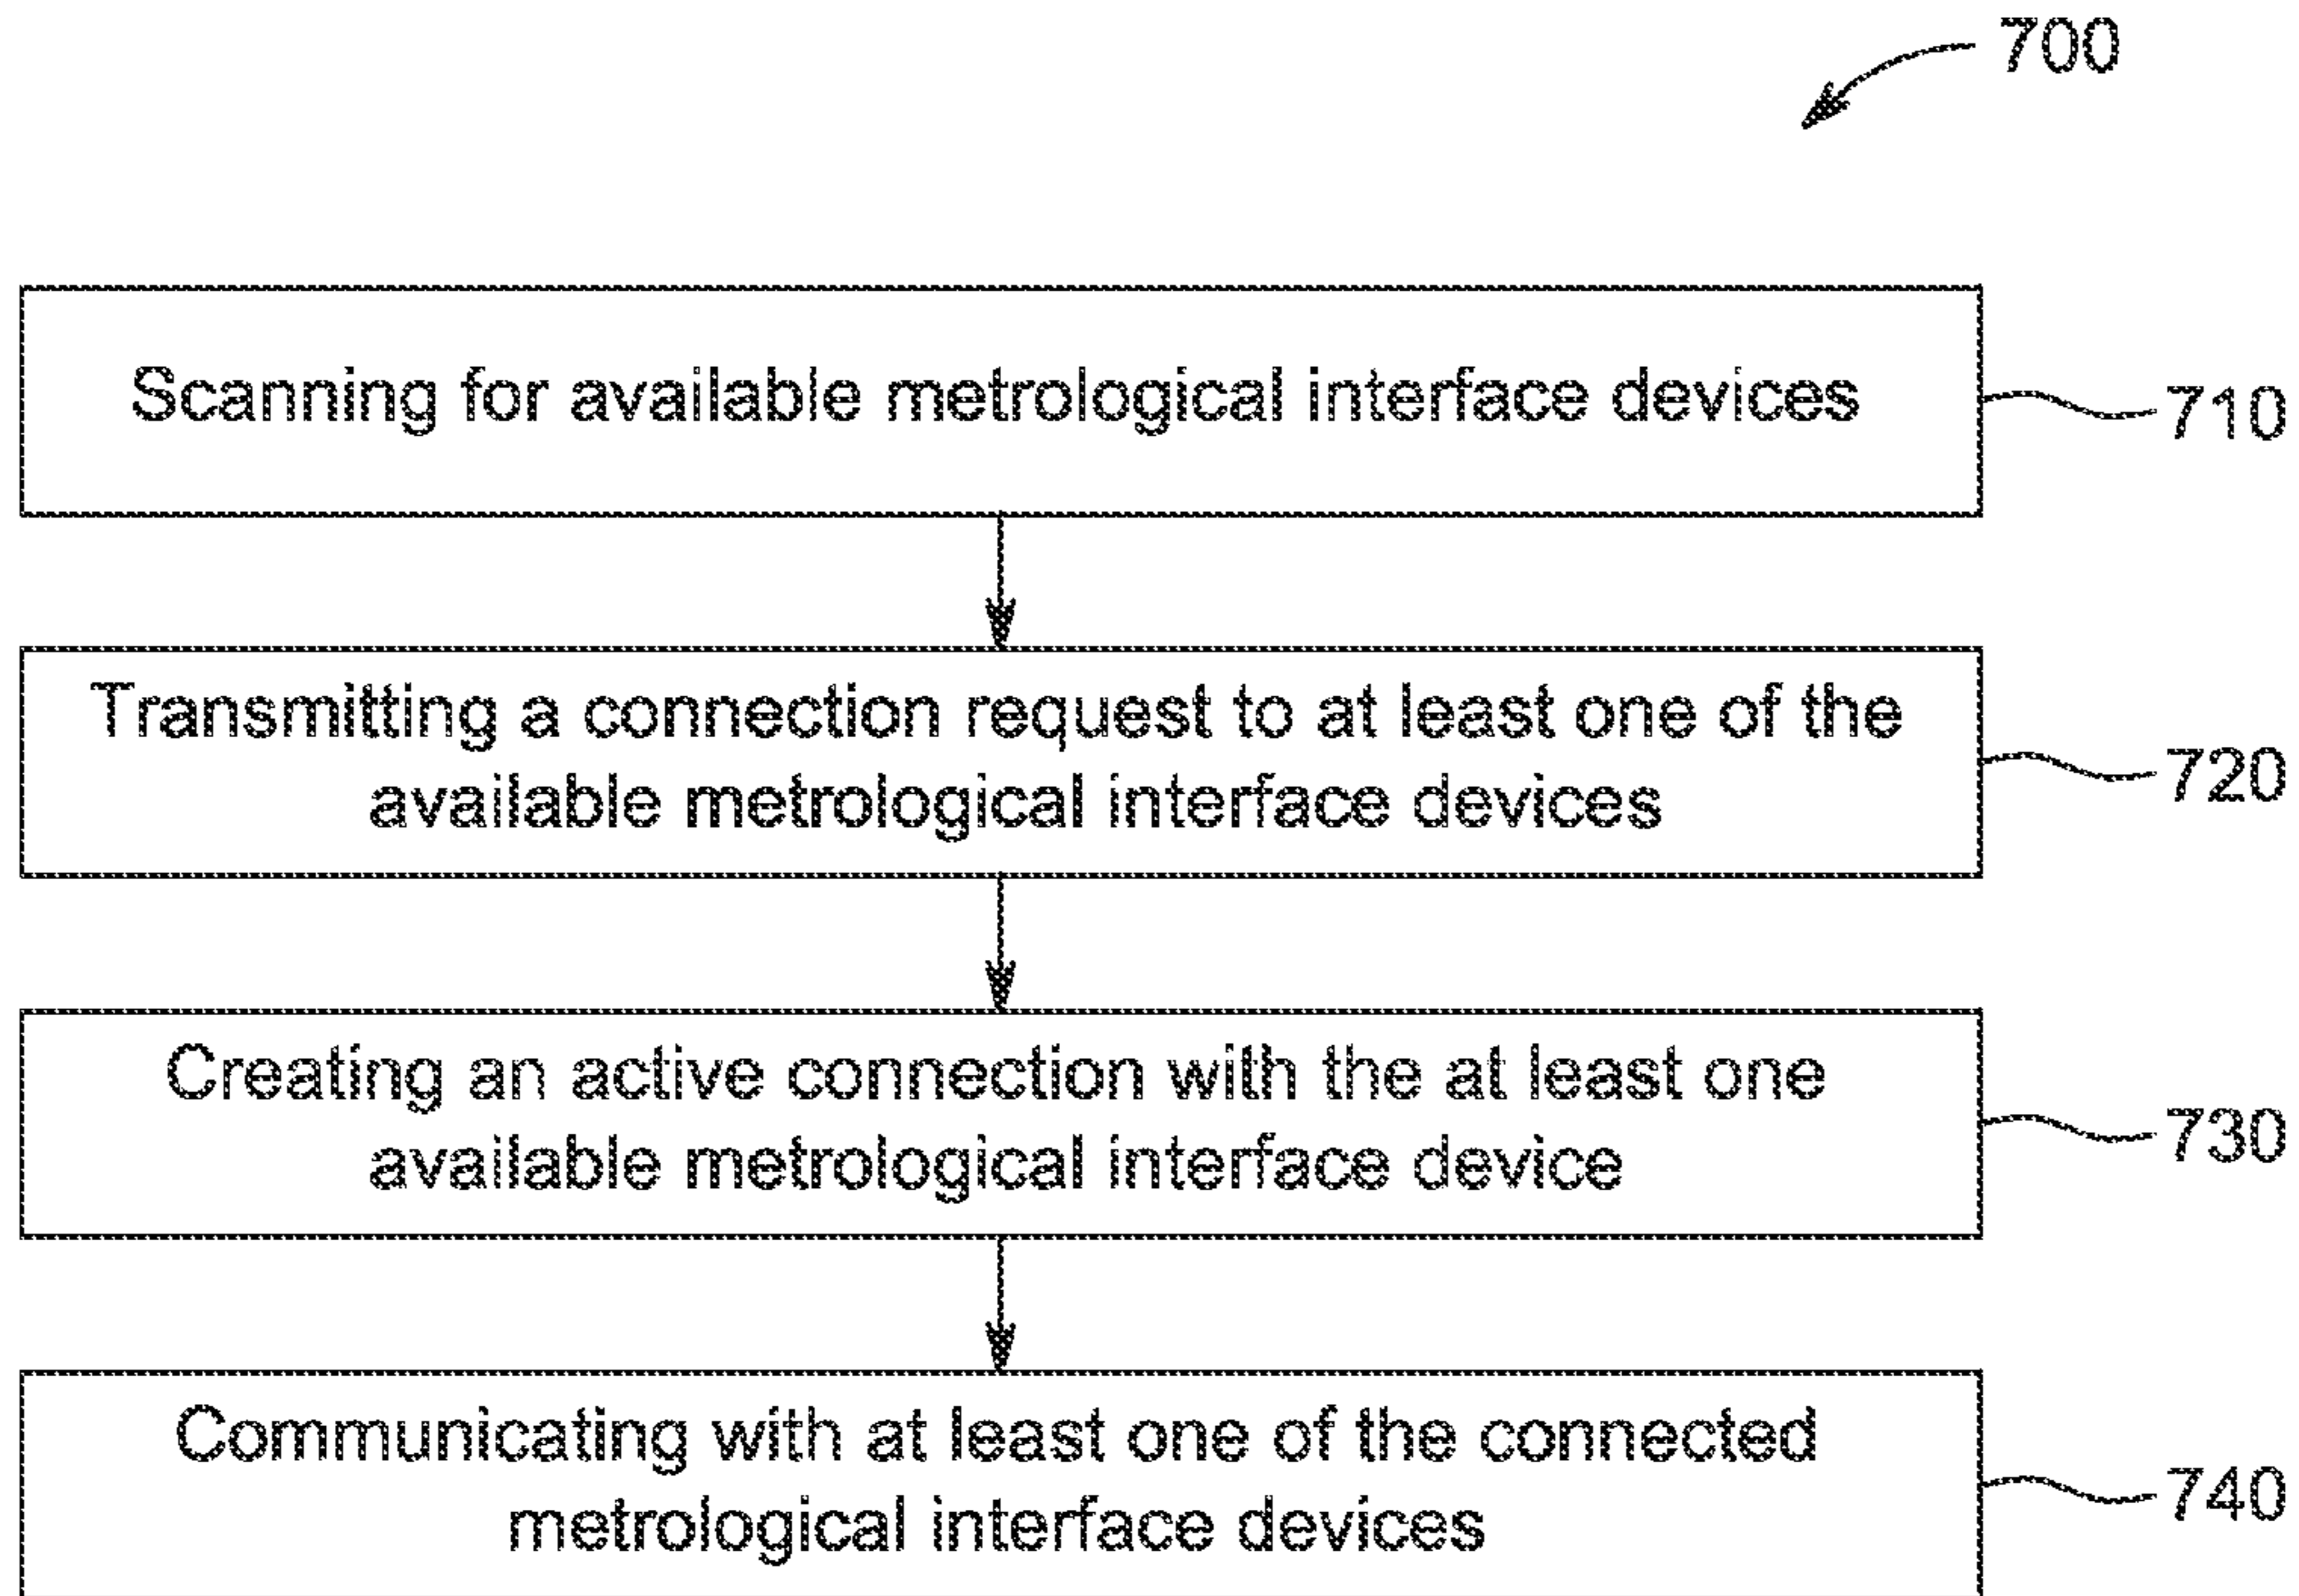 700
Scanning for available metrological interface devices
710
Transmitting a connection request to at least one of the
available metrological interface devices
720
Creating an active connection with the at least one
available metrological interface device
730
Communicating with at least one of the connected
metrological interface devices
740